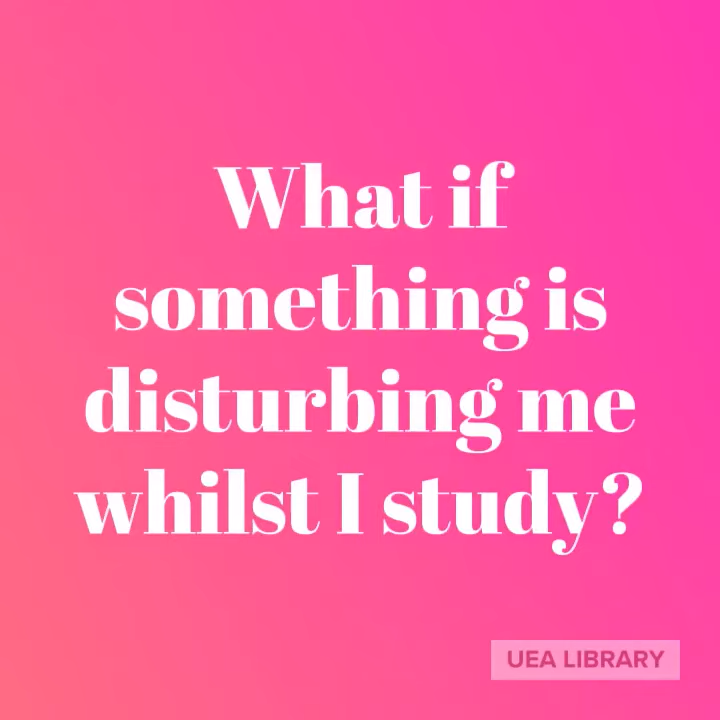 What if
something is
disturbing me
whilst I study?
UEA LIBRARY